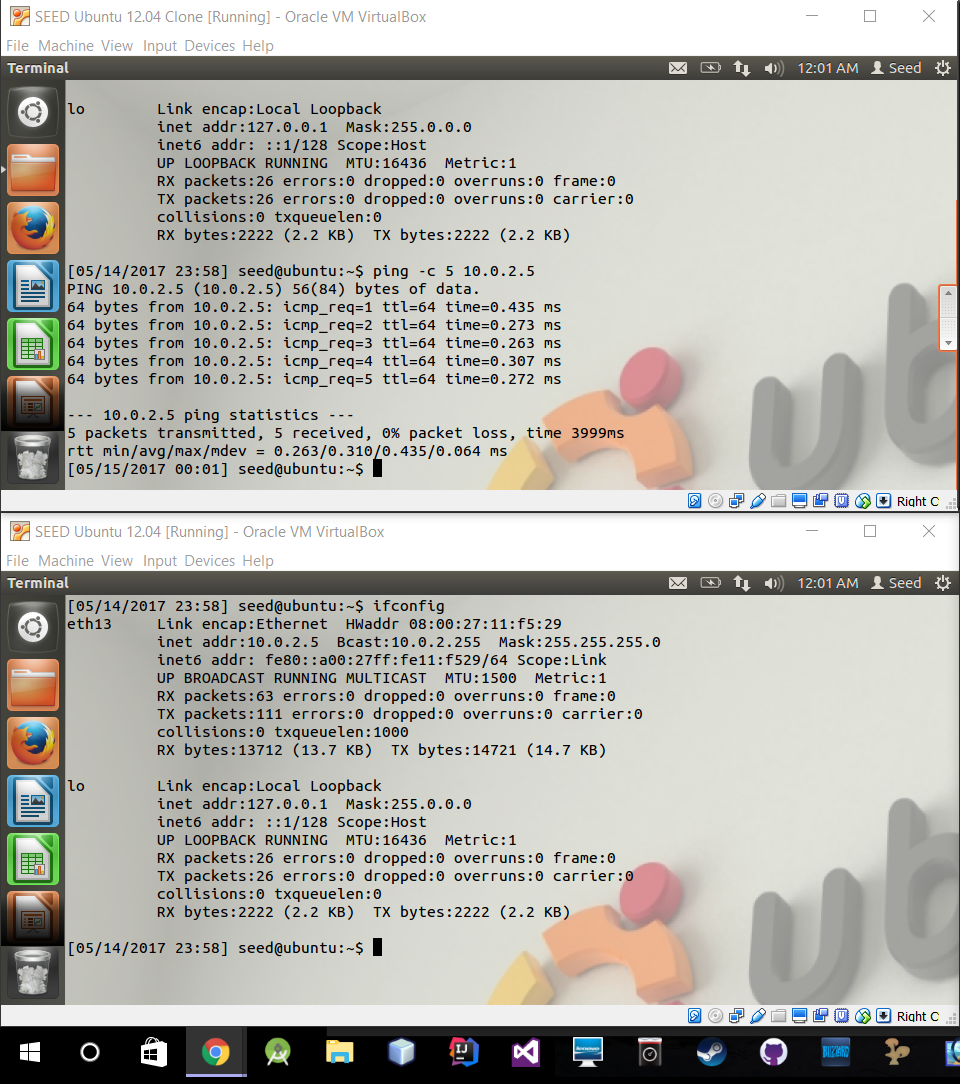 SEED Ubuntu 12.04 Clone [Running] - Oracle VM VirtualBox
File Machine View Input Devices Help
Terminal 12:01 AM Seed
lo Link encap:Local Loopback
inet addr:127.0.0.1 Mask:255.0.0.0
inet6 addr: ::1/128 Scope:Host
UP LOOPBACK RUNNING MTU:16436 Metric:1
RX packets:26 errors:0 dropped:0 overruns:0 frame:0
TX packets:26 errors:0 dropped:0 overruns:0 carrier:0
collisions:0 txqueuelen:0
RX bytes:2222 (2.2 KB) TX bytes:2222 (2.2 KB)
[05/14/2017 23:58] seed@ubuntu:~$ ping -c 5 10.0.2.5
PING 10.0.2.5 (10.0.2.5) 56(84) bytes of data.
64 bytes from 10.0.2.5: icmp_req=1 ttl=64 time=0.435 ms
64 bytes from 10.0.2.5: icmp_req=2 ttl=64 time=0.273 ms
64 bytes from 10.0.2.5: icmp_req=3 ttl=64 time=0.263 ms
64 bytes from 10.0.2.5: icmp_req=4 ttl=64 time=0.307 ms
64 bytes from 10.0.2.5: icmp_req=5 ttl=64 time=0.272 ms
--- 10.0.2.5 ping statistics ---
5 packets transmitted, 5 received, 0% packet loss, time 3999ms
rtt min/avg/max/mdev = 0.263/0.310/0.435/0.064 ms
[05/15/2017 00:01] seed@ubuntu:~$
ub
Right C
SEED Ubuntu 12.04 [Running] - Oracle VM VirtualBox
File Machine View Input Devices Help
Terminal 12:01 AM Seed
[05/14/2017 23:58] seed@ubuntu:~$ ifconfig
eth13 Link encap:Ethernet HWaddr 08:00:27:11:f5:29
inet addr:10.0.2.5 Bcast:10.0.2.255 Mask:255.255.255.0
inet6 addr: fe80::a00:27ff:fe11:f529/64 Scope:Link
UP BROADCAST RUNNING MULTICAST MTU:1500 Metric:1
RX packets:63 errors:0 dropped:0 overruns:0 frame:0
TX packets:111 errors:0 dropped:0 overruns:0 carrier:0
collisions:0 txqueuelen:1000
RX bytes:13712 (13.7 KB) TX bytes:14721 (14.7 KB)
lo Link encap:Local Loopback
inet addr:127.0.0.1 Mask:255.0.0.0
inet6 addr: ::1/128 Scope:Host
UP LOOPBACK RUNNING MTU:16436 Metric:1
RX packets:26 errors:0 dropped:0 overruns:0 frame:0
TX packets:26 errors:0 dropped:0 overruns:0 carrier:0
collisions:0 txqueuelen:0
RX bytes:2222 (2.2 KB) TX bytes:2222 (2.2 KB)
[05/14/2017 23:58] seed@ubuntu:~$
ub
Right C
IJ